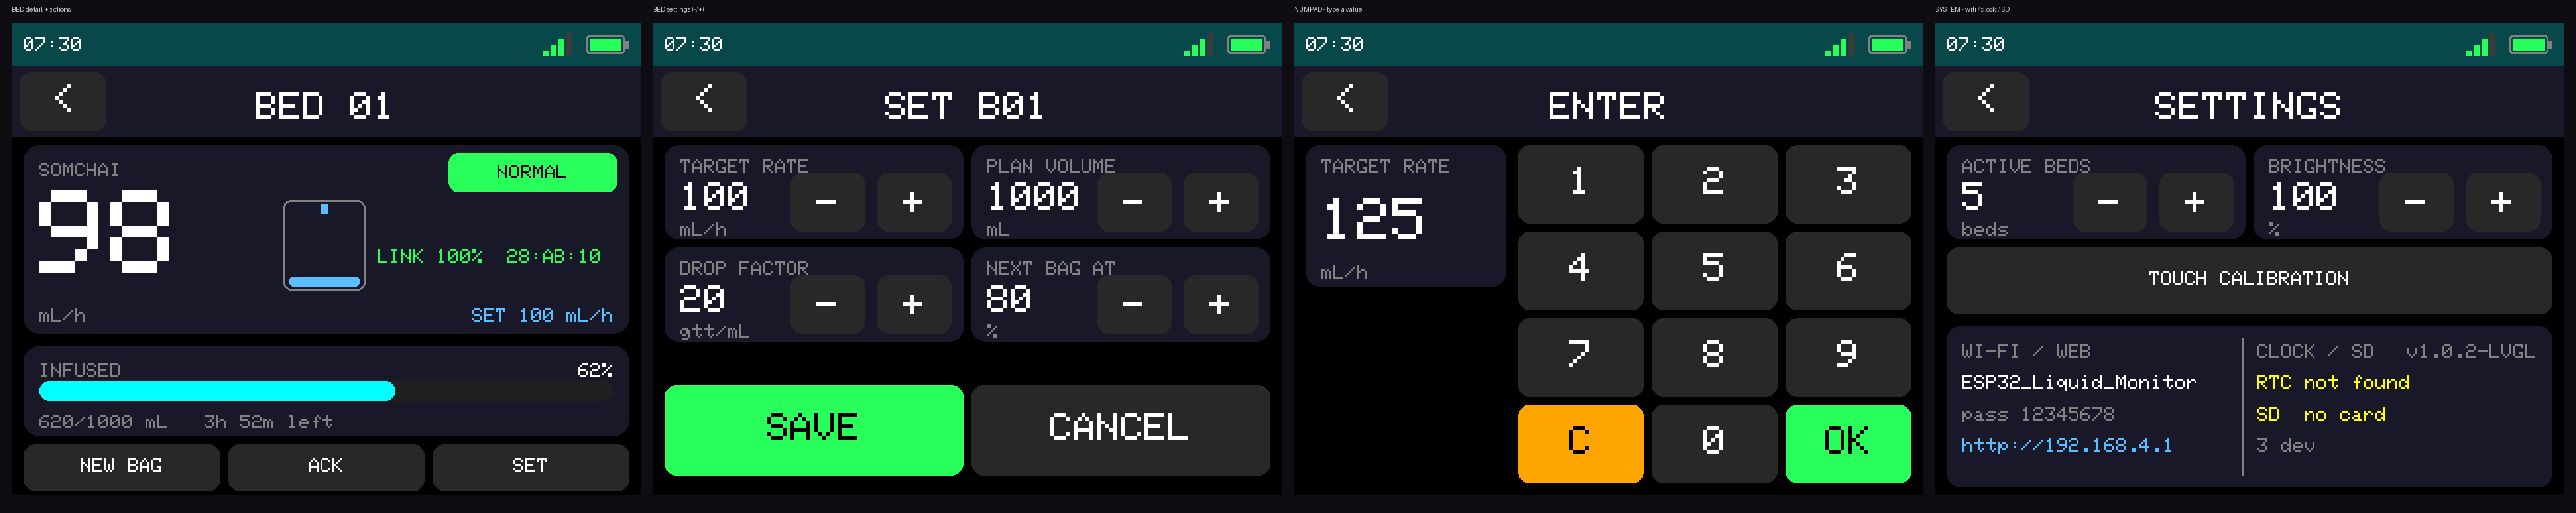 BED detail + actions
07:30
<
BED 01
SOMCHAI
NORMAL
98
LINK 100% 28:AB:10
mL/h
SET 100 mL/h
INFUSED
62%
620/1000 mL 3h 52m left
NEW BAG
ACK
SET
BED settings (-/+)
07:30
<
SET B01
TARGET RATE
100
- +
mL/h
PLAN VOLUME
1000
- +
mL
DROP FACTOR
20
- +
gtt/mL
NEXT BAG AT
80
- +
%
SAVE
CANCEL
NUMPAD - type a value
07:30
<
ENTER
TARGET RATE
125
mL/h
1 2 3
4 5 6
7 8 9
C 0 OK
SYSTEM - wifi / clock / SD
07:30
<
SETTINGS
ACTIVE BEDS
5
- +
beds
BRIGHTNESS
100
- +
%
TOUCH CALIBRATION
WI-FI / WEB
ESP32_Liquid_Monitor
pass 12345678
http://192.168.4.1
CLOCK / SD v1.0.2-LVGL
RTC not found
SD no card
3 dev